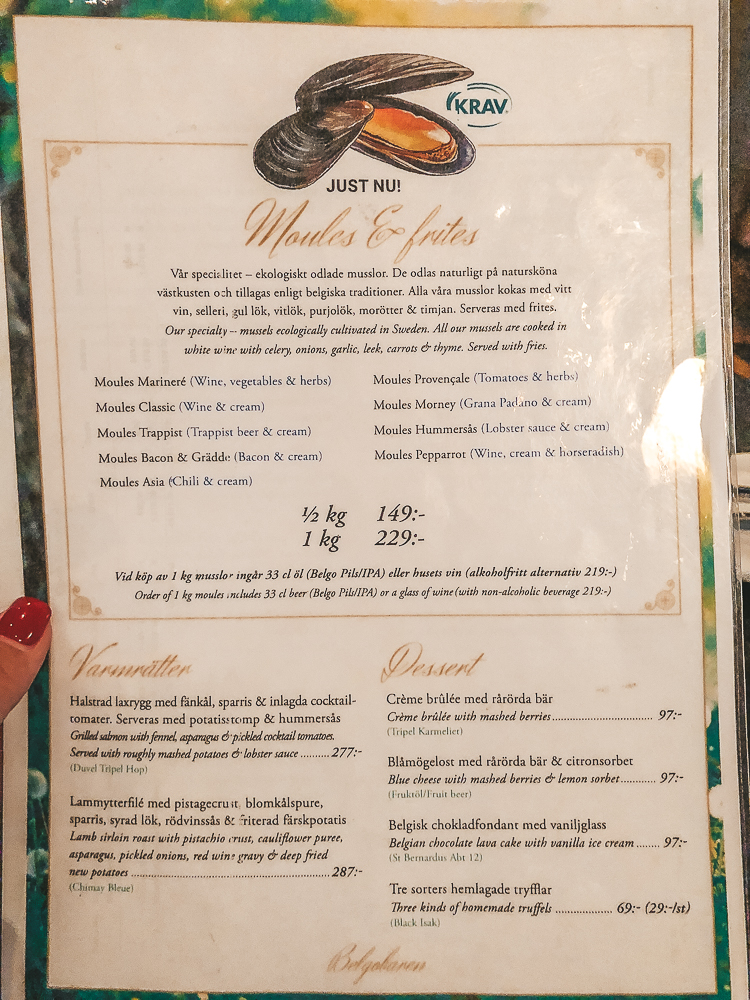 KRAV
JUST NU!
Moules & frites
Vår specialitet – ekologiskt odlade musslor. De odlas naturligt på natursköna
västkusten och tillagas enligt belgiska traditioner. Alla våra musslor kokas med vitt
vin, selleri, gul lök, vitlök, purjolök, morötter & timjan. Serveras med frites.
Our specialty – mussels ecologically cultivated in Sweden. All our mussels are cooked in
white wine with celery, onions, garlic, leek, carrots & thyme. Served with fries.
Moules Marineré (Wine, vegetables & herbs)
Moules Classic (Wine & cream)
Moules Trappist (Trappist beer & cream)
Moules Bacon & Grädde (Bacon & cream)
Moules Asia (Chili & cream)
Moules Provençale (Tomatoes & herbs)
Moules Morney (Grana Padano & cream)
Moules Hummersås (Lobster sauce & cream)
Moules Pepparrot (Wine, cream & horseradish)
½ kg 149:-
1 kg 229:-
Vid köp av 1 kg musslor ingår 33 cl öl (Belgo Pils/IPA) eller husets vin (alkoholfritt alternativ 219:-)
Order of 1 kg moules includes 33 cl beer (Belgo Pils/IPA) or a glass of wine (with non-alcoholic beverage 219:-)
Varmrätter
Halstrad laxrygg med fänkål, sparris & inlagda cocktail-
tomater. Serveras med potatisstomp & hummersås
Grilled salmon with fennel, asparagus & pickled cocktail tomatoes.
Served with roughly mashed potatoes & lobster sauce .........277:-
(Duvel Tripel Hop)
Lammytterfilé med pistagecrust, blomkålspure,
sparris, syrad lök, rödvinssås & friterad färskpotatis
Lamb sirloin roast with pistachio crust, cauliflower puree,
asparagus, pickled onions, red wine gravy & deep fried
new potatoes ..........................................................287:-
(Chimay Bleue)
Dessert
Crème brûlée med rårörda bär
Crème brûlée with mashed berries............................. 97:-
(Tripel Karmeliet)
Blåmögelost med rårörda bär & citronsorbet
Blue cheese with mashed berries & lemon sorbet........... 97:-
(Fruktöl/Fruit beer)
Belgisk chokladfondant med vaniljglass
Belgian chocolate lava cake with vanilla ice cream ....... 97:-
(St Bernardus Abt 12)
Tre sorters hemlagade tryfflar
Three kinds of homemade truffels ................. 69:- (29:-/st)
(Black Isak)
Belgobaren